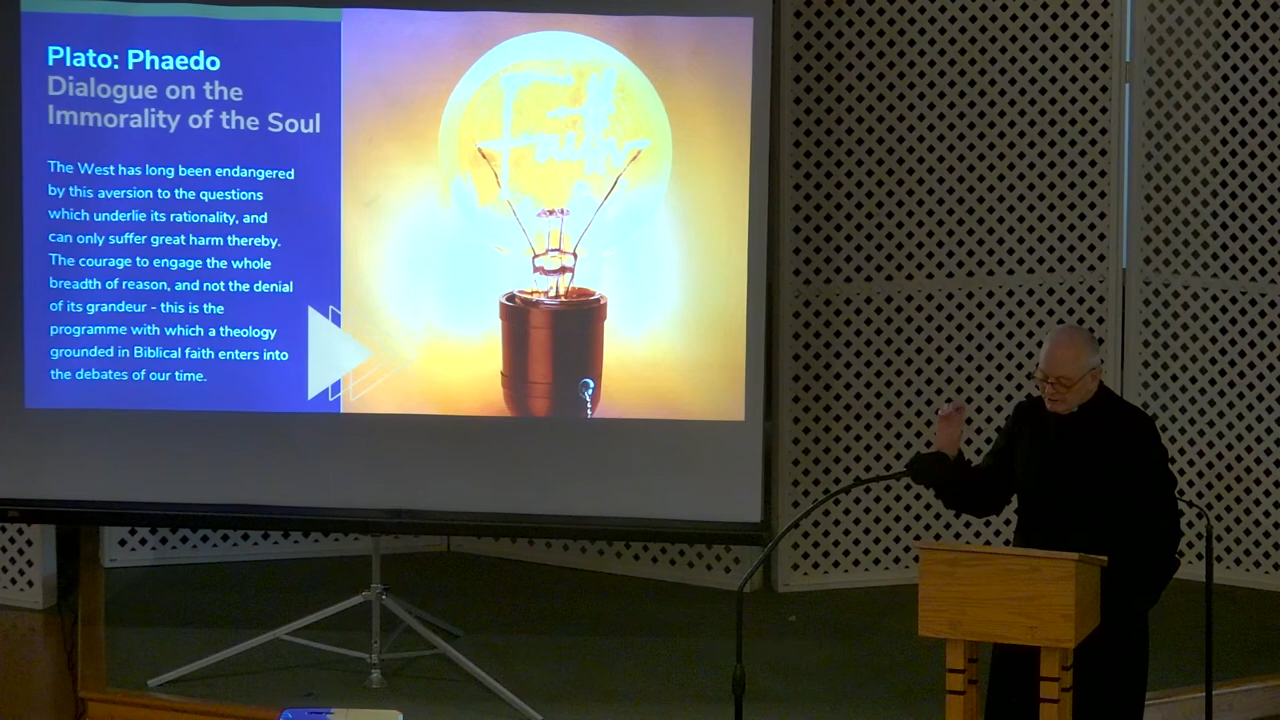 Plato: Phaedo
Dialogue on the
Immorality of the Soul
The West has long been endangered
by this aversion to the questions
which underlie its rationality, and
can only suffer great harm thereby.
The courage to engage the whole
breadth of reason, and not the denial
of its grandeur - this is the
programme with which a theology
grounded in Biblical faith enters into
the debates of our time.
Faith